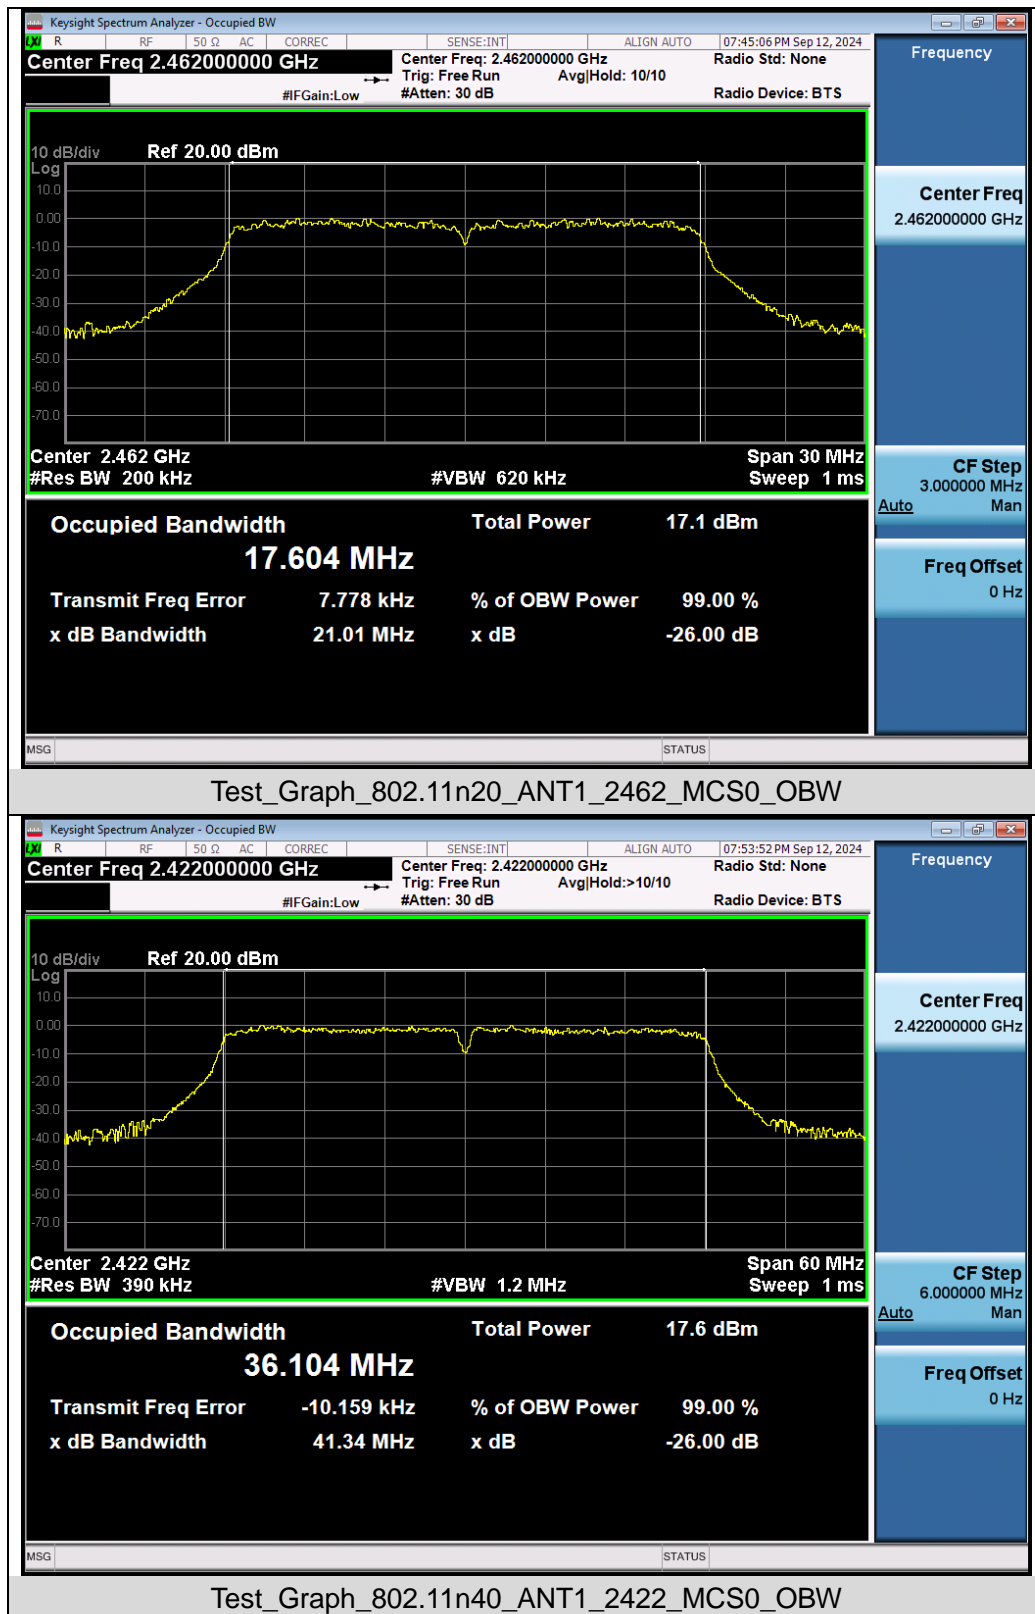 Keysight Spectrum Analyzer - Occupied BW
LXI R RF 50 Ω AC CORREC SENSE:INT ALIGN AUTO 07:45:06 PM Sep 12, 2024
Center Freq 2.462000000 GHz
Center Freq: 2.462000000 GHz
Radio Std: None
Trig: Free Run Avg|Hold: 10/10
#IFGain:Low
#Atten: 30 dB
Radio Device: BTS
Frequency
10 dB/div Ref 20.00 dBm
Log
10.0
0.00
-10.0
-20.0
-30.0
-40.0
-50.0
-60.0
-70.0
Center Freq
2.462000000 GHz
Center 2.462 GHz Span 30 MHz
#Res BW 200 kHz #VBW 620 kHz Sweep 1 ms
CF Step
3.000000 MHz
Auto Man
Occupied Bandwidth Total Power 17.1 dBm
17.604 MHz
Freq Offset
0 Hz
Transmit Freq Error 7.778 kHz % of OBW Power 99.00 %
x dB Bandwidth 21.01 MHz x dB -26.00 dB
MSG STATUS
Test_Graph_802.11n20_ANT1_2462_MCS0_OBW
Keysight Spectrum Analyzer - Occupied BW
LXI R RF 50 Ω AC CORREC SENSE:INT ALIGN AUTO 07:53:52 PM Sep 12, 2024
Center Freq 2.422000000 GHz
Center Freq: 2.422000000 GHz
Radio Std: None
Trig: Free Run Avg|Hold:>10/10
#IFGain:Low
#Atten: 30 dB
Radio Device: BTS
Frequency
10 dB/div Ref 20.00 dBm
Log
10.0
0.00
-10.0
-20.0
-30.0
-40.0
-50.0
-60.0
-70.0
Center Freq
2.422000000 GHz
Center 2.422 GHz Span 60 MHz
#Res BW 390 kHz #VBW 1.2 MHz Sweep 1 ms
CF Step
6.000000 MHz
Auto Man
Occupied Bandwidth Total Power 17.6 dBm
36.104 MHz
Freq Offset
0 Hz
Transmit Freq Error -10.159 kHz % of OBW Power 99.00 %
x dB Bandwidth 41.34 MHz x dB -26.00 dB
MSG STATUS
Test_Graph_802.11n40_ANT1_2422_MCS0_OBW